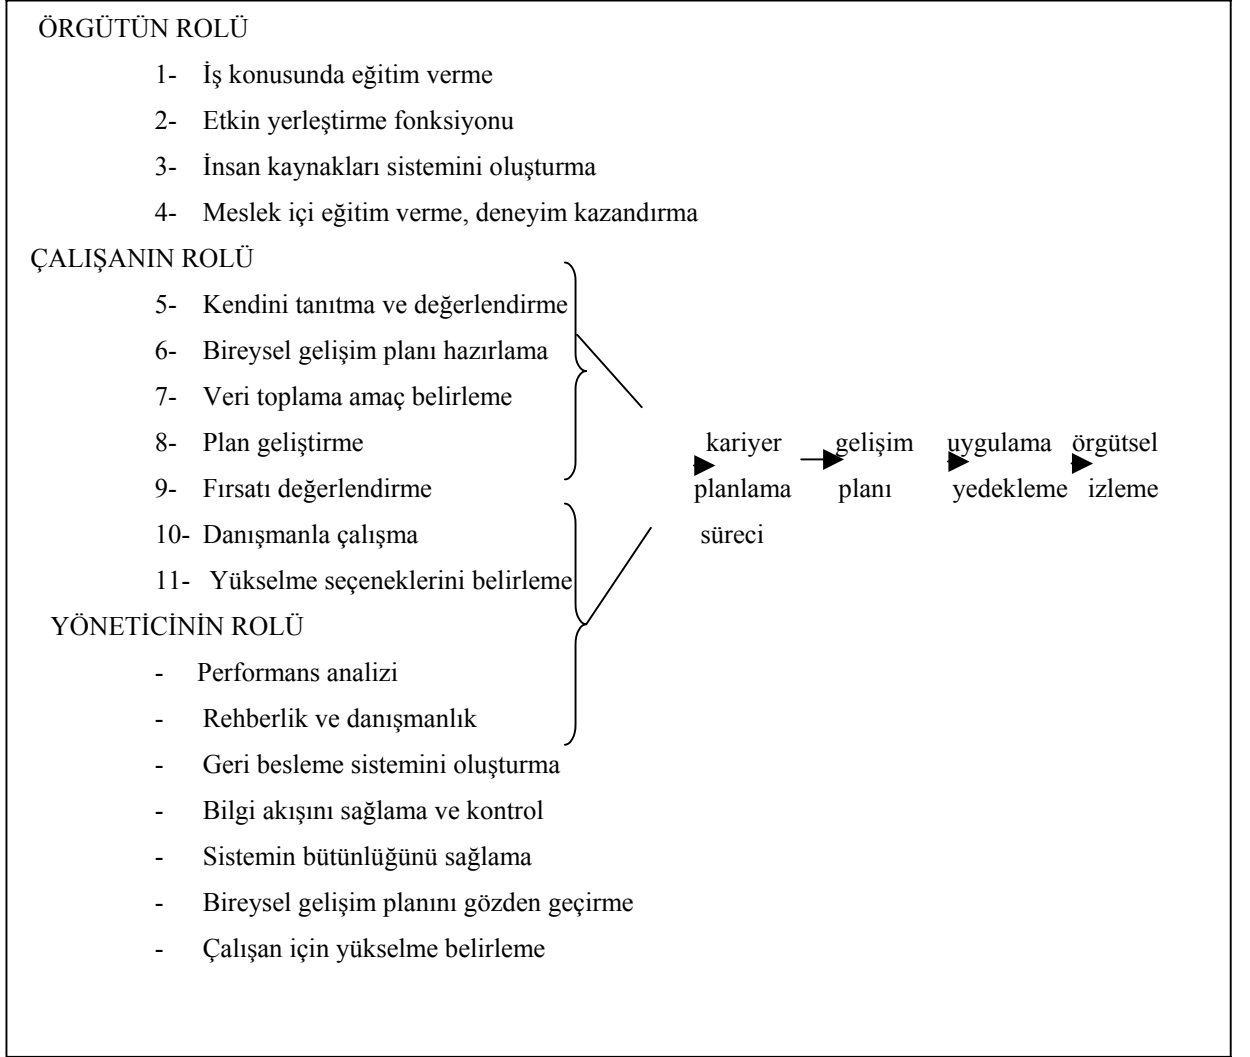 ÖRGÜTÜN ROLÜ
1- İş konusunda eğitim verme
2- Etkin yerleştirme fonksiyonu
3- İnsan kaynakları sistemini oluşturma
4- Meslek içi eğitim verme, deneyim kazandırma
ÇALIŞANIN ROLÜ
5- Kendini tanıtma ve değerlendirme
6- Bireysel gelişim planı hazırlama
7- Veri toplama amaç belirleme
8- Plan geliştirme kariyer gelişim uygulama örgütsel
9- Fırsatı değerlendirme planlama planı yedekleme izleme
10- Danışmanla çalışma süreci
11- Yükselme seçeneklerini belirleme
YÖNETİCİNİN ROLÜ
- Performans analizi
- Rehberlik ve danışmanlık
- Geri besleme sistemini oluşturma
- Bilgi akışını sağlama ve kontrol
- Sistemin bütünlüğünü sağlama
- Bireysel gelişim planını gözden geçirme
- Çalışan için yükselme belirleme